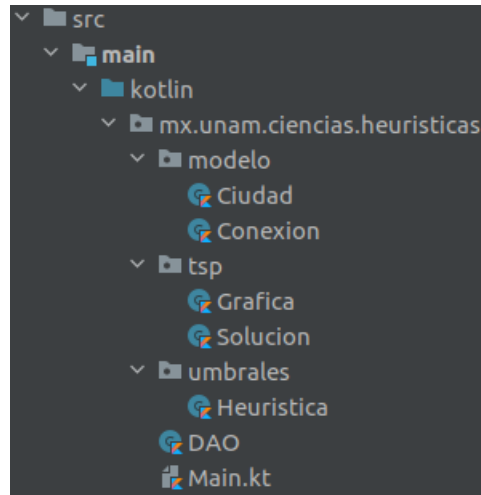 src
main
kotlin
mx.unam.ciencias.heuristicas
modelo
Ciudad
Conexion
tsp
Grafica
Solucion
umbrales
Heuristica
DAO
Main.kt